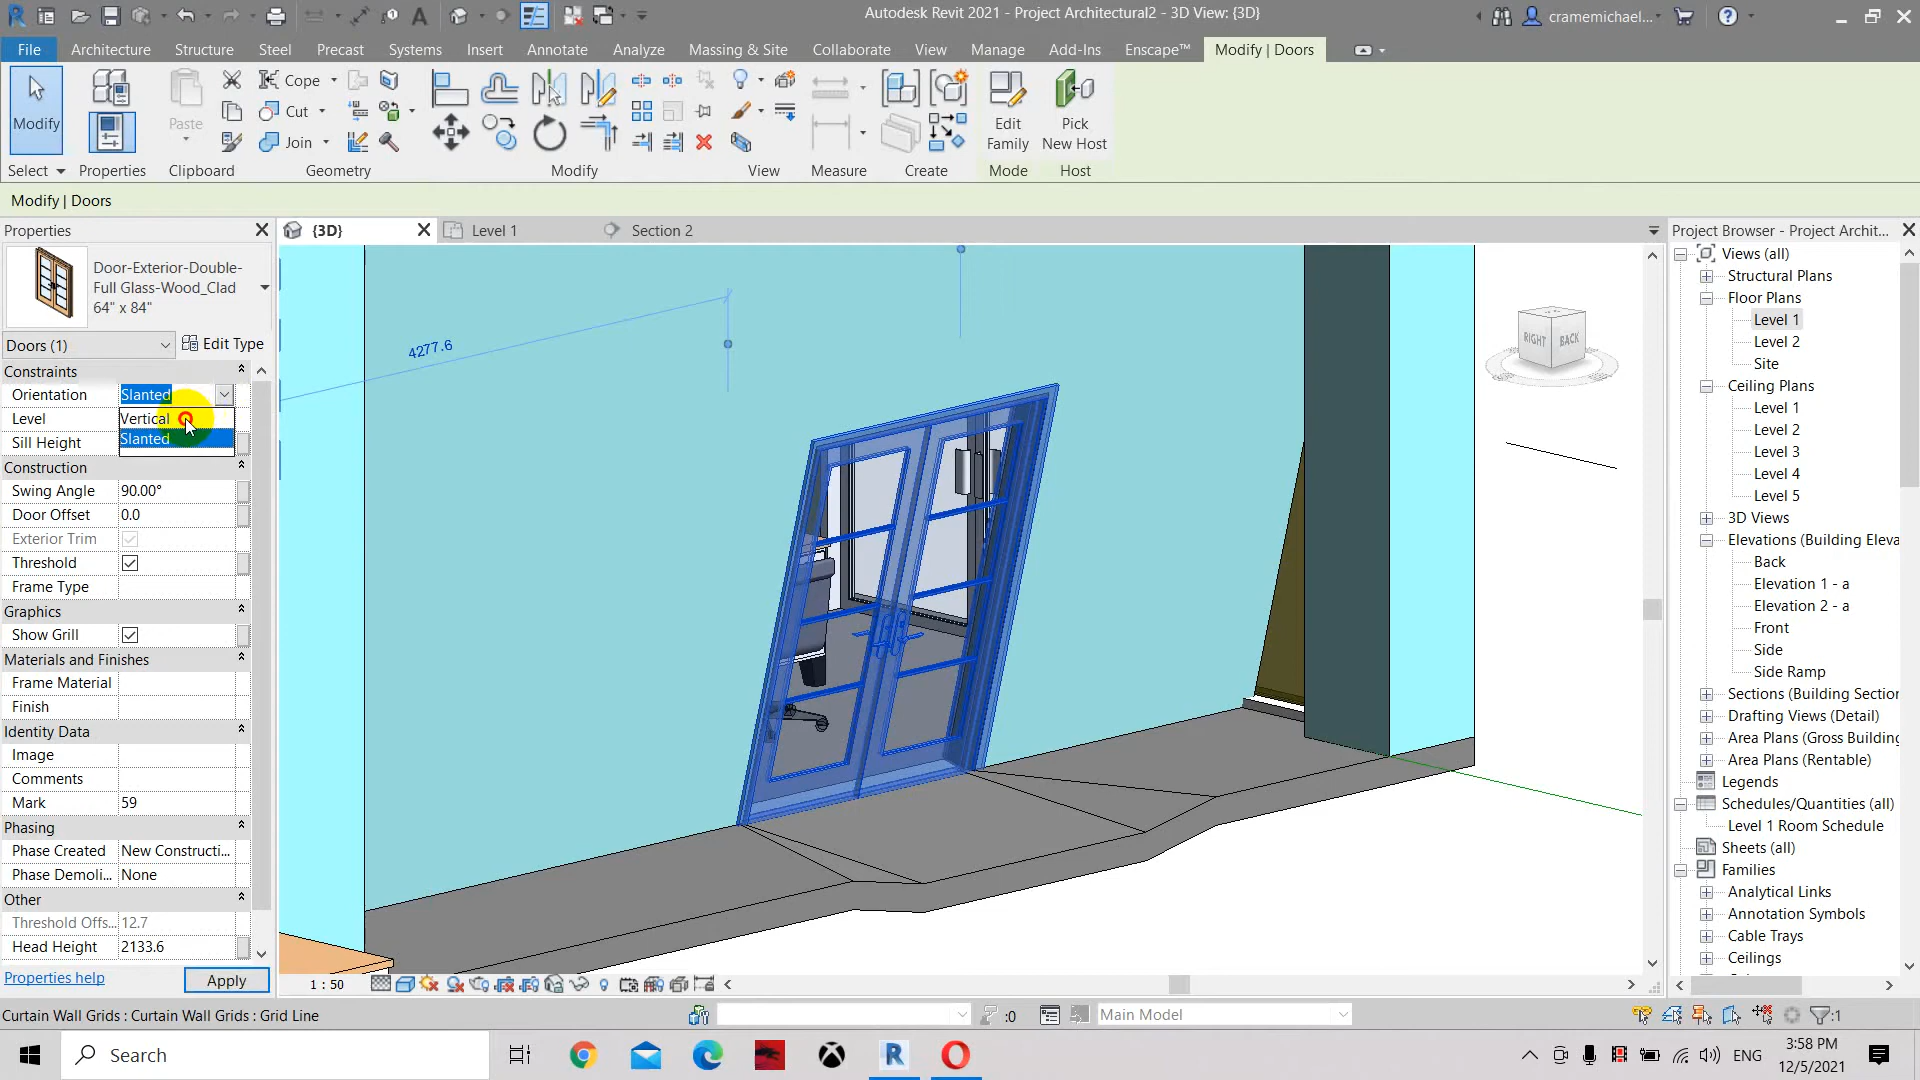 Autodesk Revit 2021 - Project Architectural2 - 3D View: {3D}
cramemichael...
File Architecture Structure Steel Precast Systems Insert Annotate Analyze Massing & Site Collaborate View Manage Add-Ins Enscape™ Modify | Doors
Modify
Paste
Cope
Cut
Join
Edit Family
Pick New Host
Select Properties Clipboard Geometry Modify View Measure Create Mode Host
Modify | Doors
Properties
{3D}
Level 1
Section 2
Project Browser - Project Archit...
Door-Exterior-Double-
Full Glass-Wood_Clad
64" x 84"
Doors (1)
Edit Type
Constraints
Orientation Slanted
Level
Vertical
Slanted
Sill Height
Construction
Swing Angle 90.00°
Door Offset 0.0
Exterior Trim
Threshold
Frame Type
Graphics
Show Grill
Materials and Finishes
Frame Material
Finish
Identity Data
Image
Comments
Mark 59
Phasing
Phase Created New Constructi...
Phase Demoli... None
Other
Threshold Offs... 12.7
Head Height 2133.6
Properties help
Apply
4277.6
RIGHT
BACK
Views (all)
Structural Plans
Floor Plans
Level 1
Level 2
Site
Ceiling Plans
Level 1
Level 2
Level 3
Level 4
Level 5
3D Views
Elevations (Building Eleva
Back
Elevation 1 - a
Elevation 2 - a
Front
Side
Side Ramp
Sections (Building Section
Drafting Views (Detail)
Area Plans (Gross Building
Area Plans (Rentable)
Legends
Schedules/Quantities (all)
Level 1 Room Schedule
Sheets (all)
Families
Analytical Links
Annotation Symbols
Cable Trays
Ceilings
1 : 50
Curtain Wall Grids : Curtain Wall Grids : Grid Line
:0
Main Model
:1
Search
ENG
3:58 PM
12/5/2021